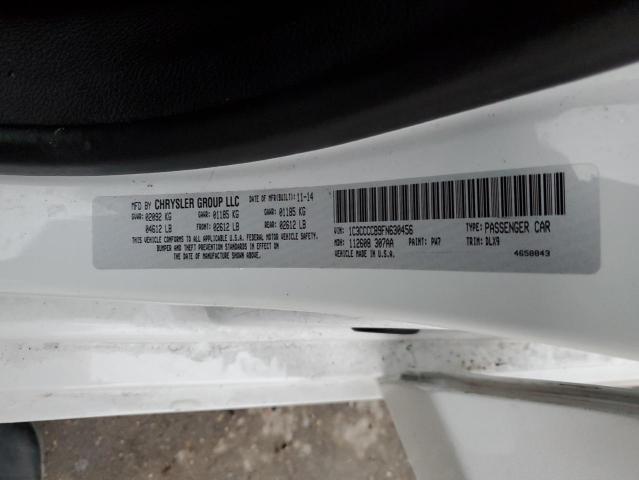 MFD BY CHRYSLER GROUP LLC DATE OF MFR(BUILT): 11-14
GVWR: 02092 KG GAWR: 01185 KG GAWR: 01185 KG
04612 LB FRONT: 02612 LB REAR: 02612 LB
THIS VEHICLE CONFORMS TO ALL APPLICABLE U.S.A. FEDERAL MOTOR VEHICLE SAFETY,
BUMPER AND THEFT PREVENTION STANDARDS IN EFFECT ON
THE DATE OF MANUFACTURE SHOWN ABOVE.
VIN: 1C3CCCCB9FN630456 TYPE: PASSENGER CAR
MDH: 112608 307AA PAINT: PW7 TRIM: DLX9
VEHICLE MADE IN U.S.A. 4658043